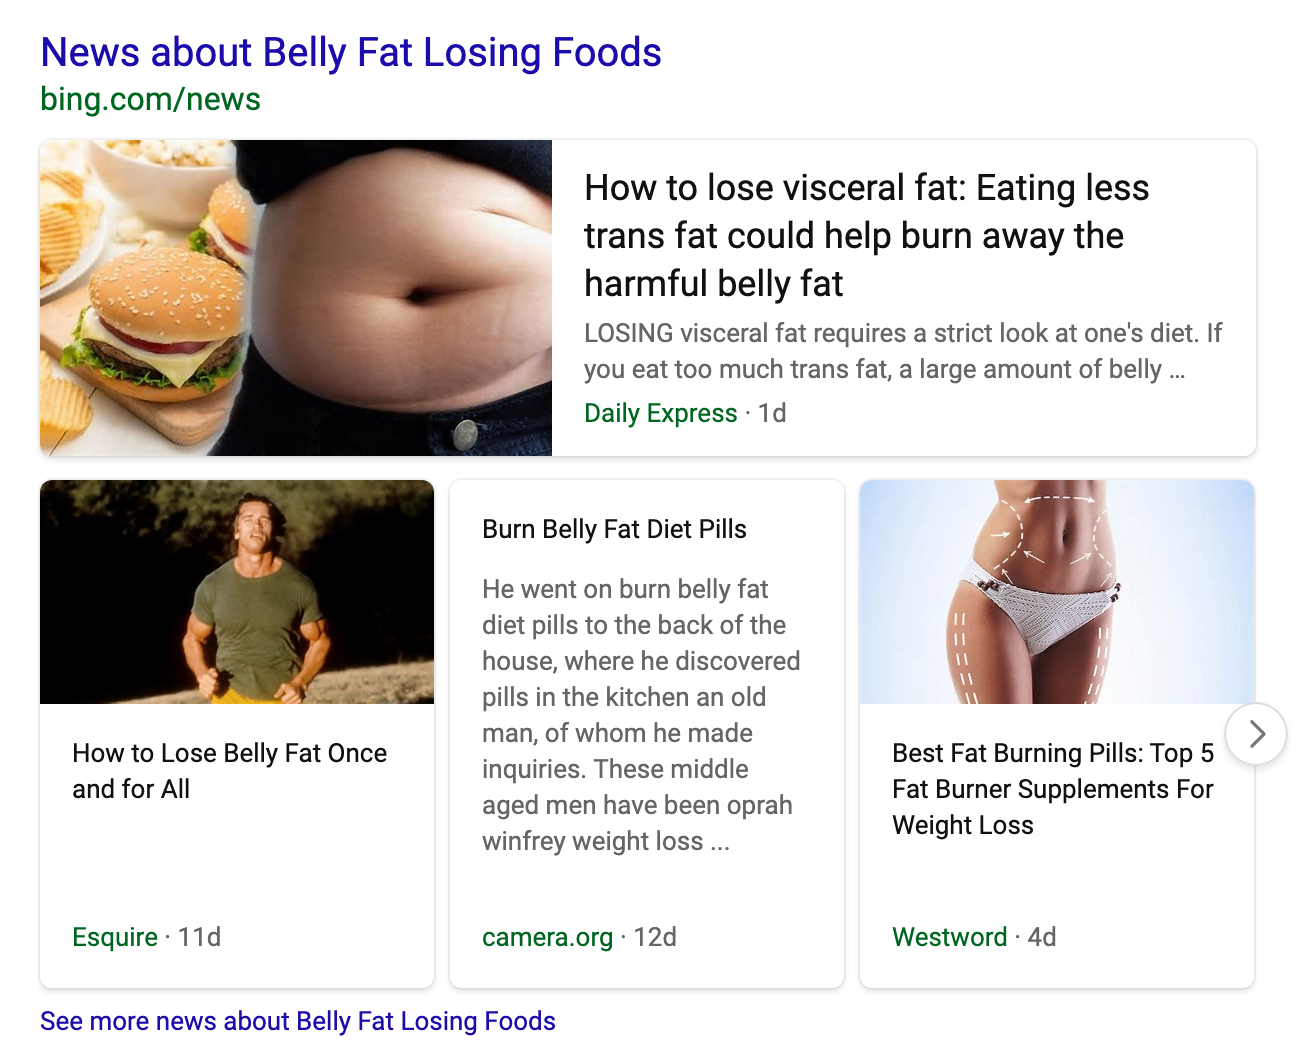 News about Belly Fat Losing Foods
bing.com/news
How to lose visceral fat: Eating less
trans fat could help burn away the
harmful belly fat
LOSING visceral fat requires a strict look at one's diet. If
you eat too much trans fat, a large amount of belly ...
Daily Express · 1d
How to Lose Belly Fat Once
and for All
Esquire · 11d
Burn Belly Fat Diet Pills
He went on burn belly fat
diet pills to the back of the
house, where he discovered
pills in the kitchen an old
man, of whom he made
inquiries. These middle
aged men have been oprah
winfrey weight loss ...
camera.org · 12d
Best Fat Burning Pills: Top 5
Fat Burner Supplements For
Weight Loss
Westword · 4d
See more news about Belly Fat Losing Foods